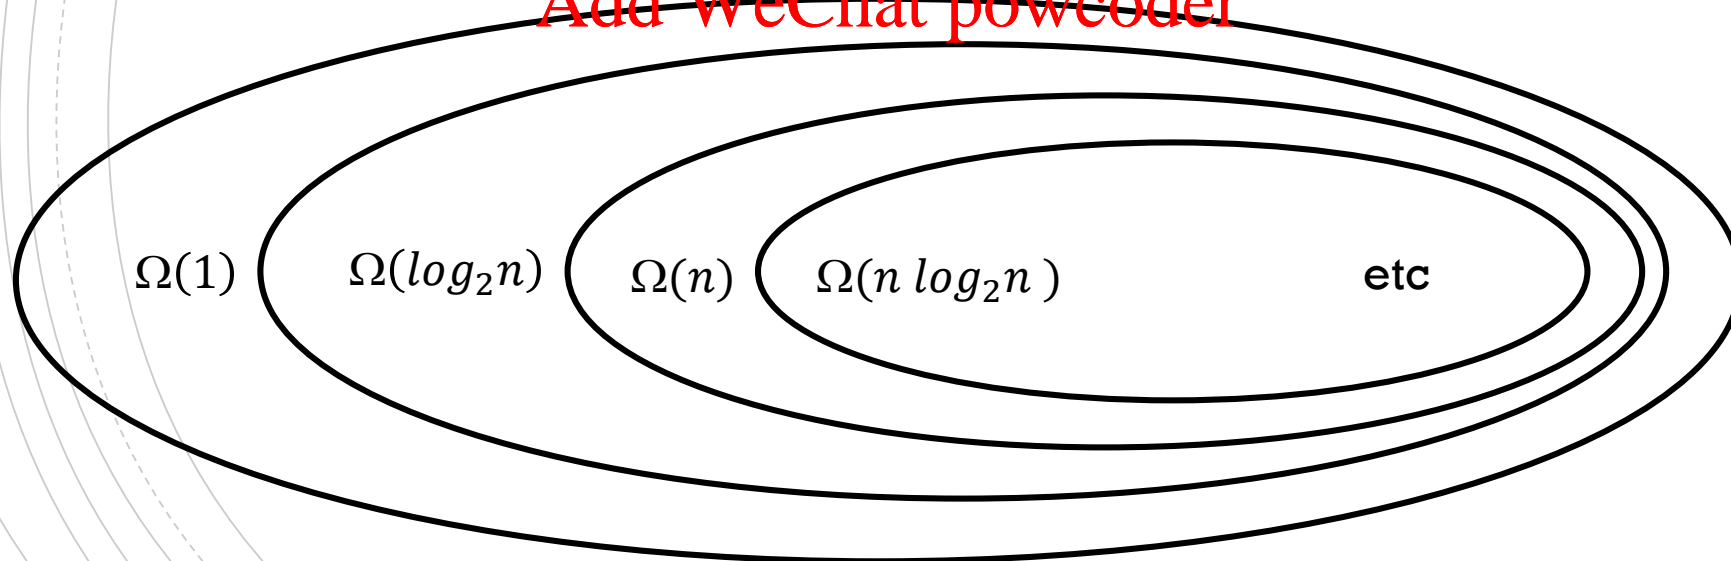 Add WeChat powcoder
Ω(1) Ω(log₂n) Ω(n) Ω(n log₂n ) etc